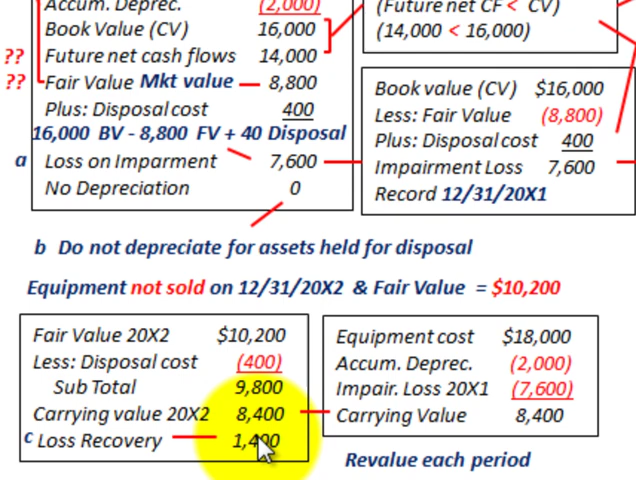 Accum. Deprec. (2,000)
Book Value (CV) 16,000
?? Future net cash flows 14,000
?? Fair Value Mkt value 8,800
Plus: Disposal cost 400
16,000 BV - 8,800 FV + 40 Disposal
a Loss on Imparment 7,600
No Depreciation 0
(Future net CF < CV)
(14,000 < 16,000)
Book value (CV) $16,000
Less: Fair Value (8,800)
Plus: Disposal cost 400
Impairment Loss 7,600
Record 12/31/20X1
b Do not depreciate for assets held for disposal
Equipment not sold on 12/31/20X2 & Fair Value = $10,200
Fair Value 20X2 $10,200
Less: Disposal cost (400)
Sub Total 9,800
Carrying value 20X2 8,400
c Loss Recovery 1,400
Equipment cost $18,000
Accum. Deprec. (2,000)
Impair. Loss 20X1 (7,600)
Carrying Value 8,400
Revalue each period